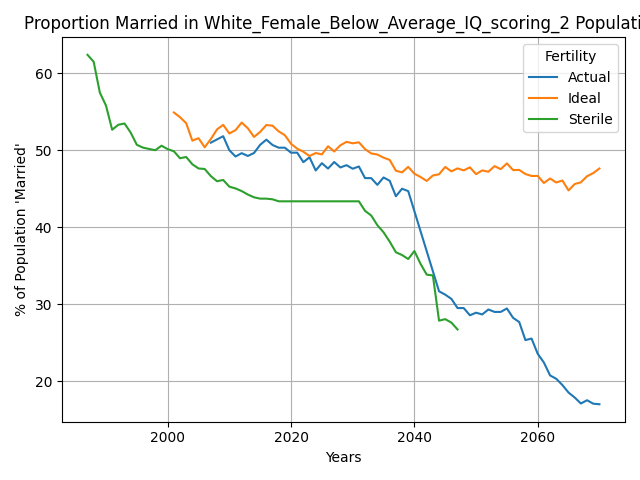 Proportion Married in White_Female_Below_Average_IQ_scoring_2 Populati
Fertility
Actual
Ideal
Sterile
% of Population 'Married'
60
50
40
30
20
2000
2020
2040
2060
Years